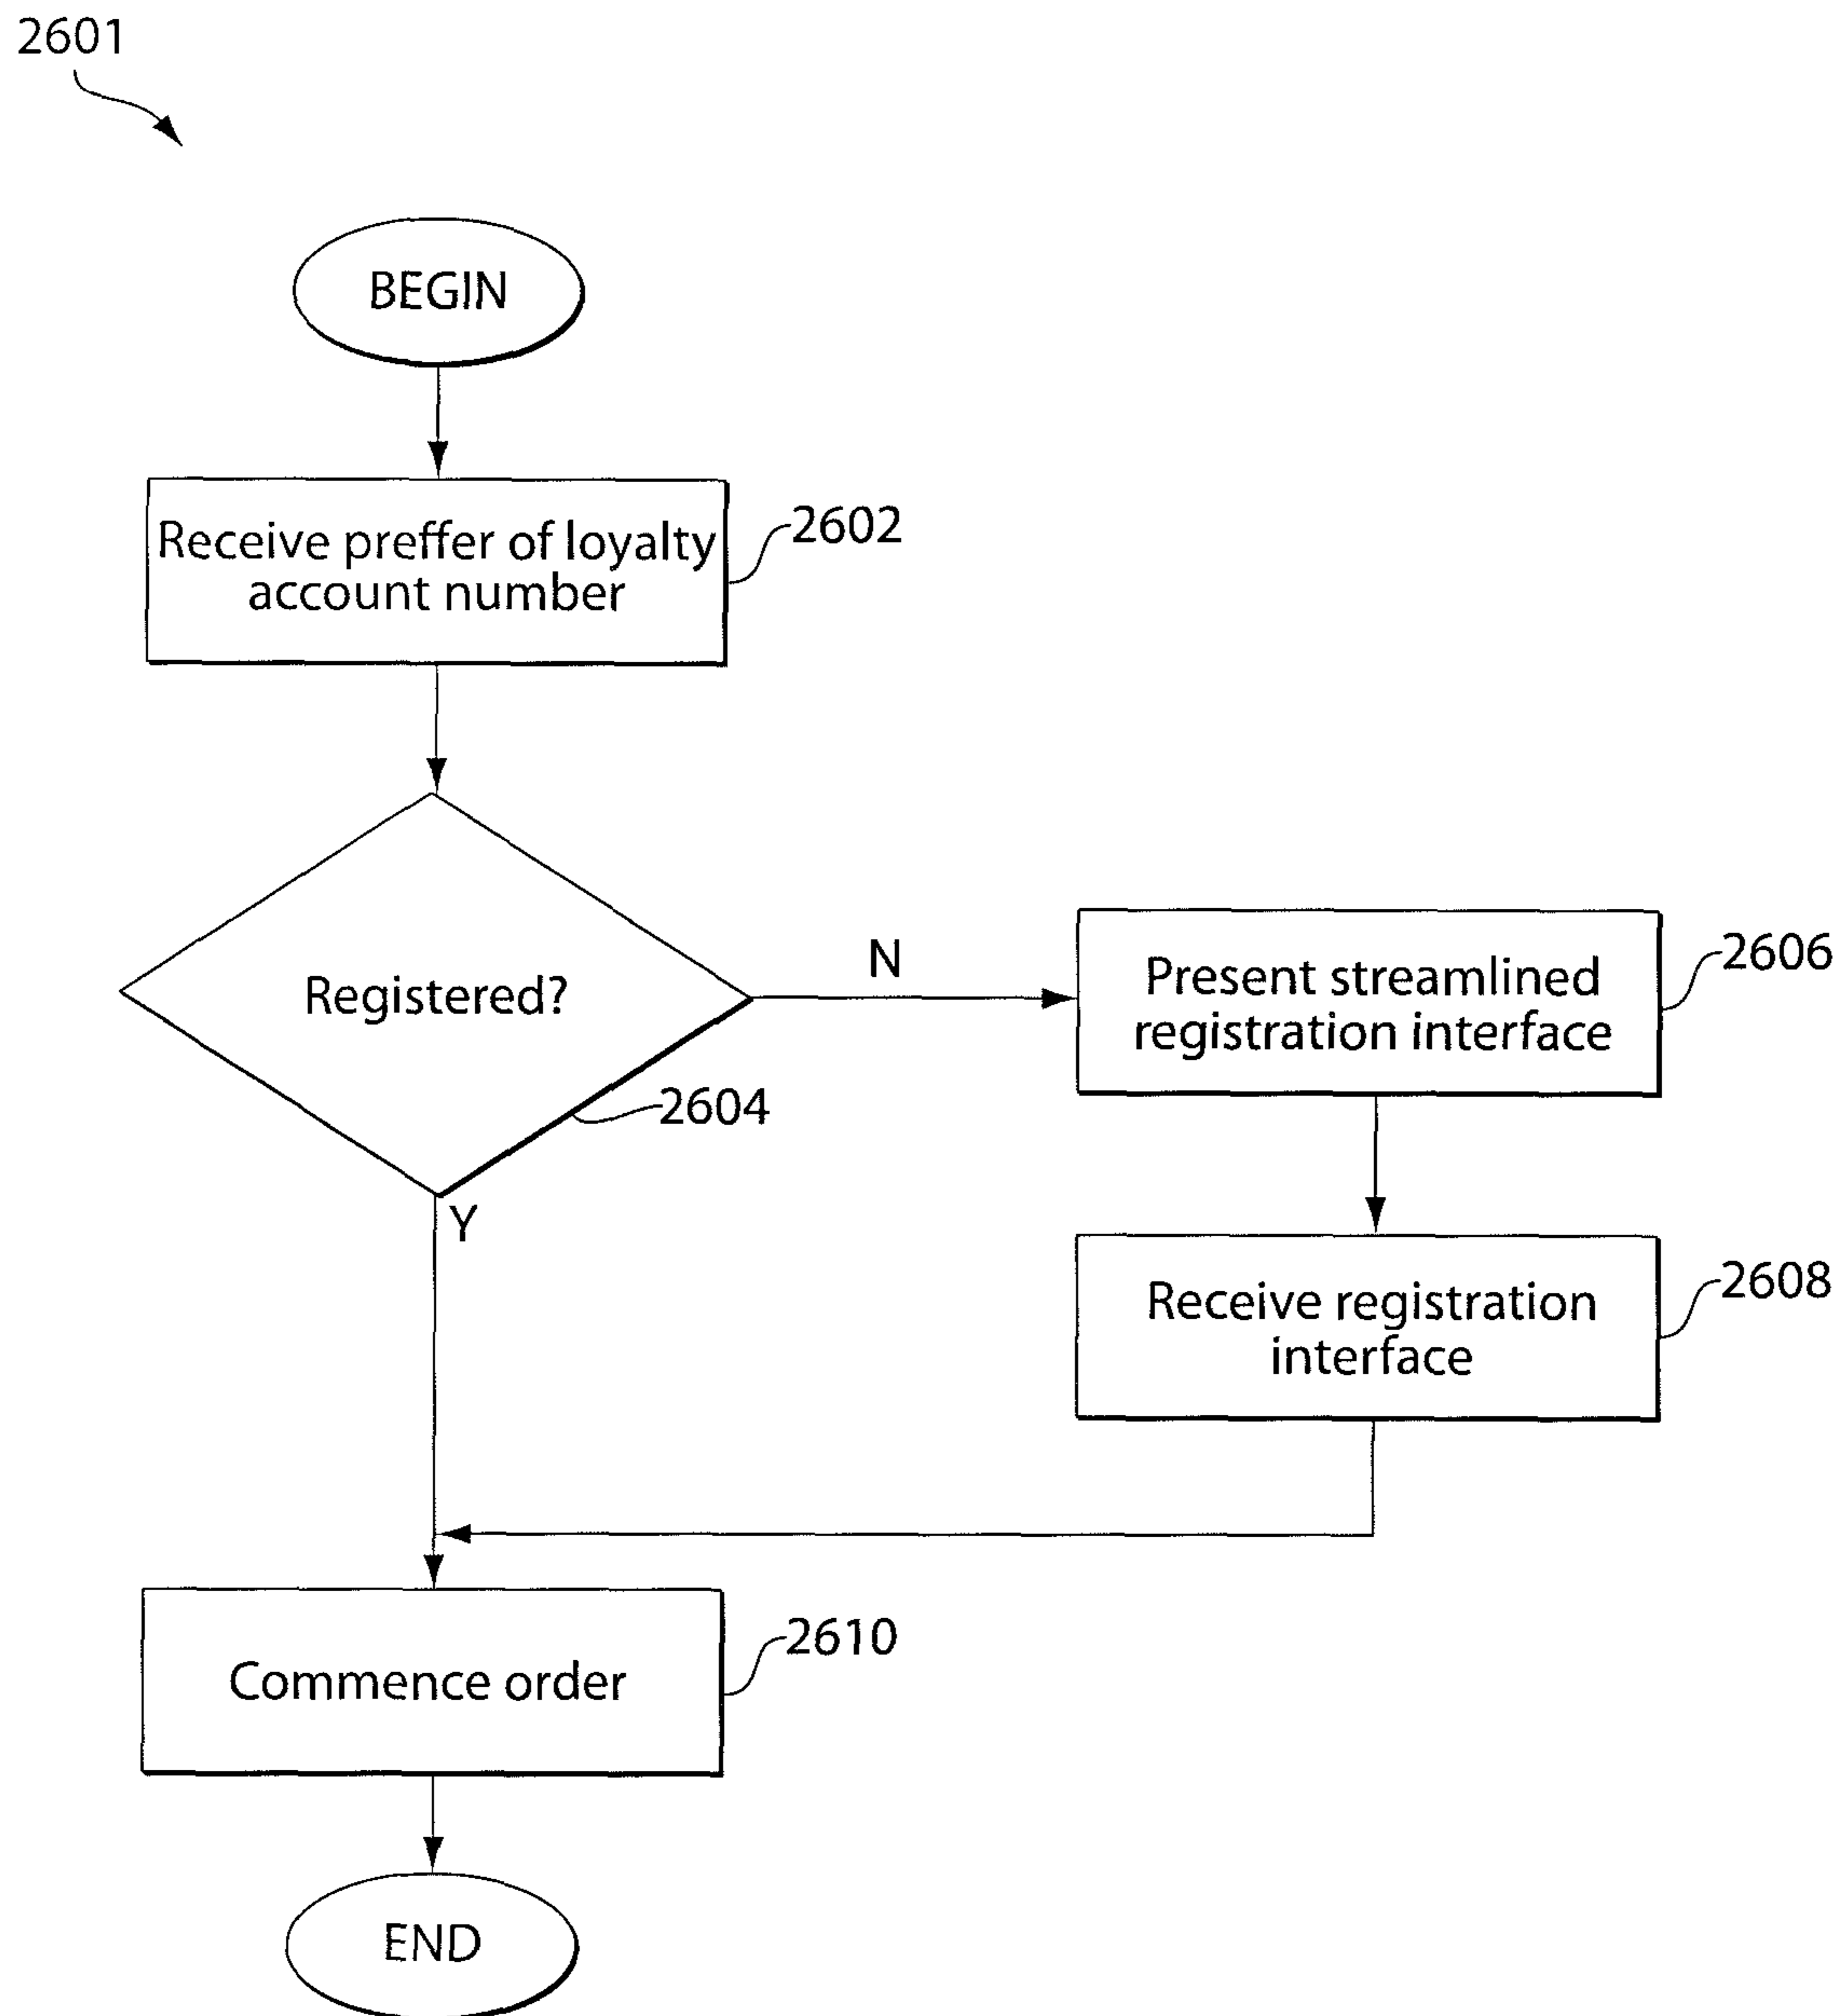 2601
BEGIN
Receive preffer of loyalty
account number
2602
Registered?
N
2604
Y
Present streamlined
registration interface
2606
Receive registration
interface
2608
Commence order
2610
END